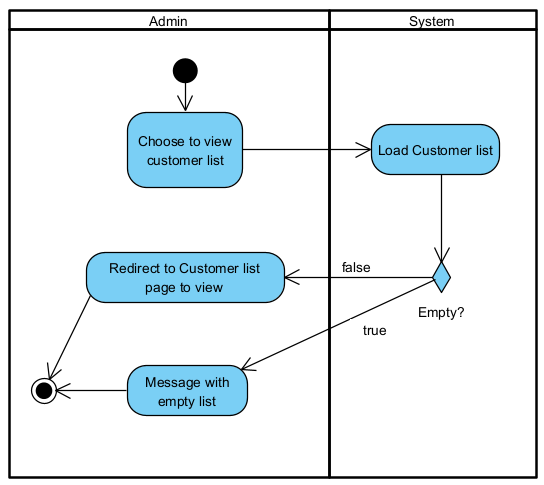 Admin
System
Choose to view
customer list
Load Customer list
Redirect to Customer list
page to view
false
Empty?
true
Message with
empty list